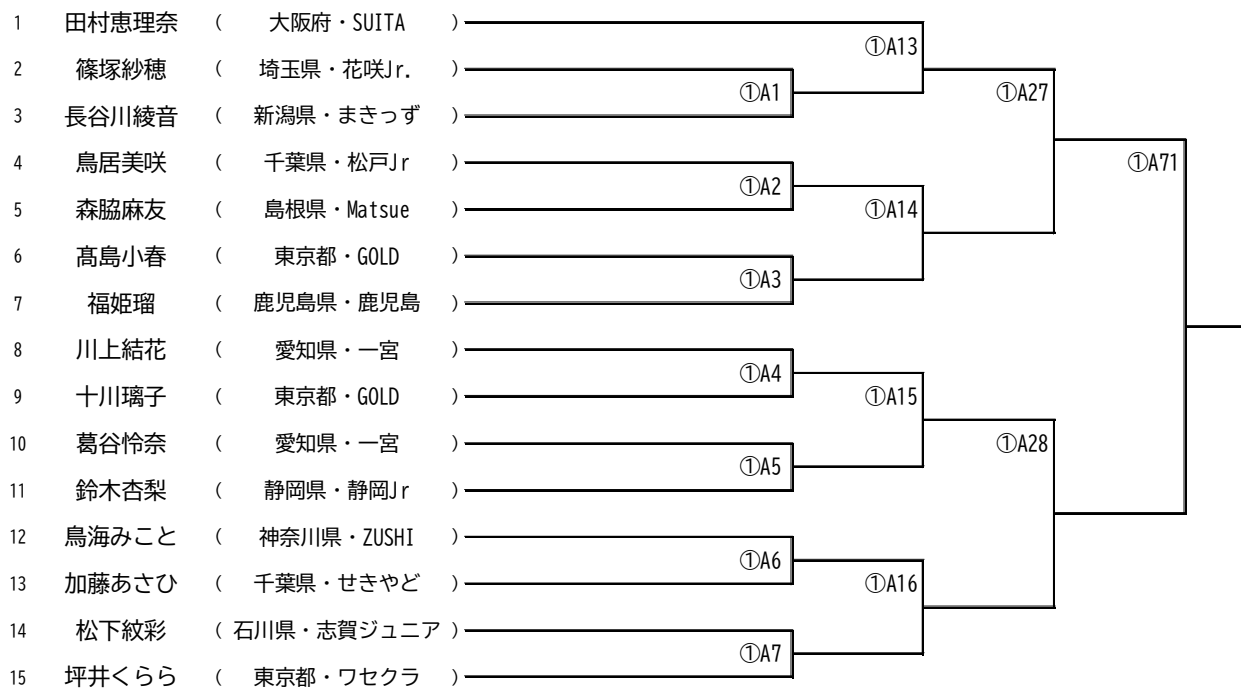 1 田村恵理奈 ( 大阪府・SUITA )
①A13
2 篠塚紗穂 ( 埼玉県・花咲Jr. )
①A1 ①A27
3 長谷川綾音 ( 新潟県・まきっず )
4 鳥居美咲 ( 千葉県・松戸Jr ) ①A71
①A2
5 森脇麻友 ( 島根県・Matsue ) ①A14
6 髙島小春 ( 東京都・GOLD )
①A3
7 福姫瑠 ( 鹿児島県・鹿児島 )
8 川上結花 ( 愛知県・一宮 )
①A4
9 十川璃子 ( 東京都・GOLD ) ①A15
10 葛谷怜奈 ( 愛知県・一宮 ) ①A28
①A5
11 鈴木杏梨 ( 静岡県・静岡Jr )
12 鳥海みこと ( 神奈川県・ZUSHI )
①A6
13 加藤あさひ ( 千葉県・せきやど ) ①A16
14 松下紋彩 ( 石川県・志賀ジュニア )
①A7
15 坪井くらら ( 東京都・ワセクラ )